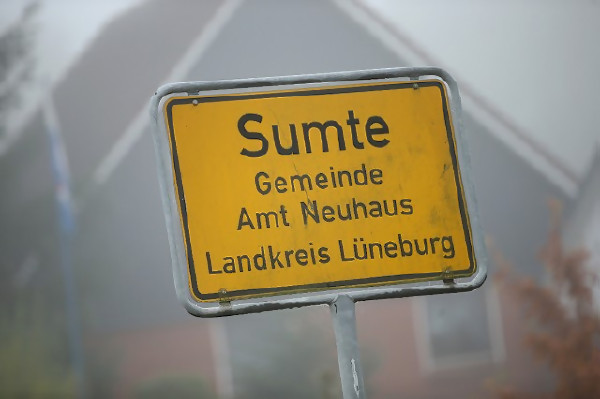 Sumte
Gemeinde
Amt Neuhaus
Landkreis Lüneburg